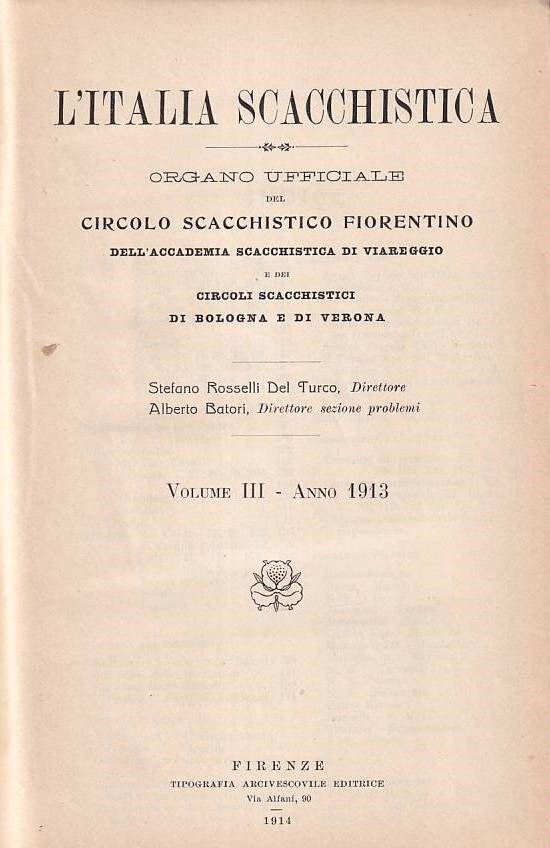 L'ITALIA SCACCHISTICA
ORGANO UFFICIALE
DEL
CIRCOLO SCACCHISTICO FIORENTINO
DELL'ACCADEMIA SCACCHISTICA DI VIAREGGIO
E DEI
CIRCOLI SCACCHISTICI
DI BOLOGNA E DI VERONA
Stefano Rosselli Del Turco, Direttore
Alberto Batori, Direttore sezione problemi
VOLUME III - ANNO 1913
FIRENZE
TIPOGRAFIA ARCIVESCOVILE EDITRICE
Via Alfani, 90
1914